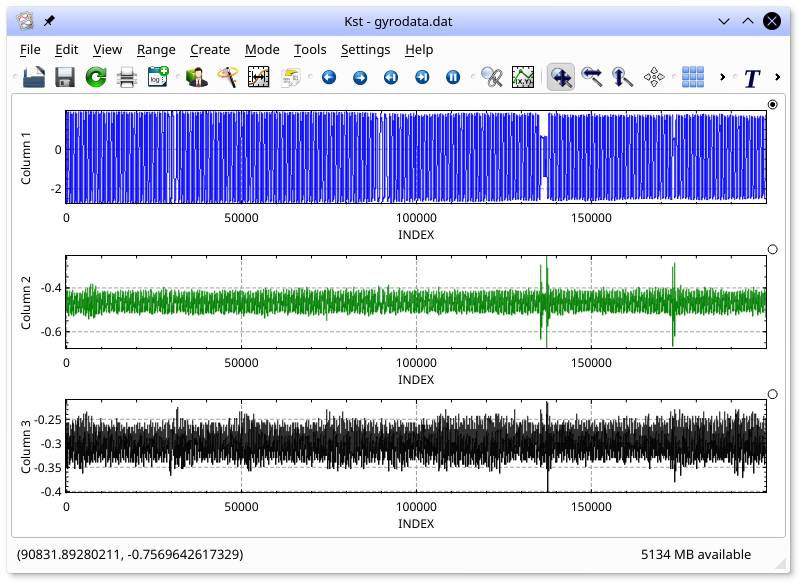 Kst - gyrodata.dat
File Edit View Range Create Mode Tools Settings Help
log
(X,Y)
T
Column 1
0
-2
0 50000 100000 150000
INDEX
Column 2
-0.4
-0.6
0 50000 100000 150000
INDEX
Column 3
-0.25
-0.3
-0.35
-0.4
0 50000 100000 150000
INDEX
(90831.89280211, -0.7569642617329) 5134 MB available